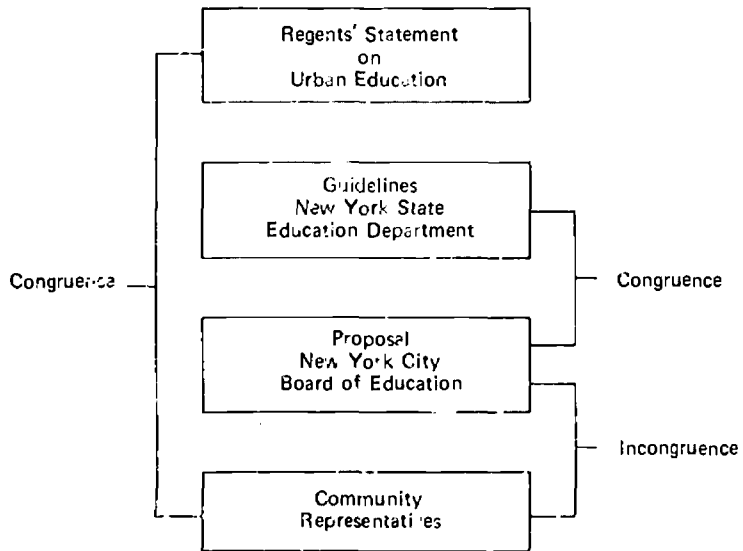 Regents' Statement
on
Urban Education
Guidelines
New York State
Education Department
Congruence
Congruence
Proposal
New York City
Board of Education
Incongruence
Community
Representatives